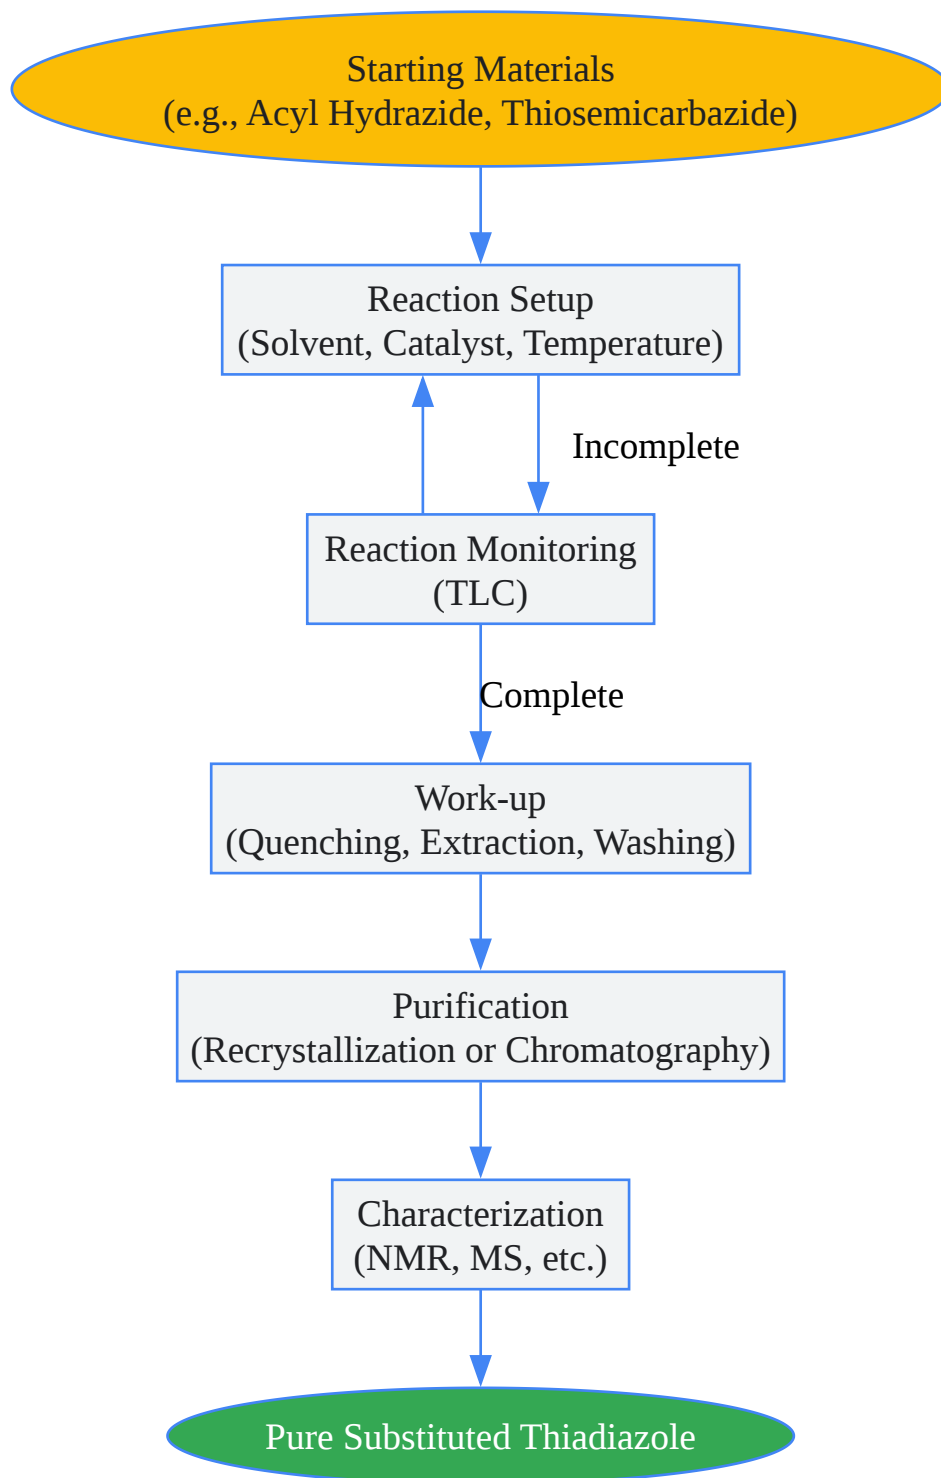 Starting Materials
(e.g., Acyl Hydrazide, Thiosemicarbazide)
Reaction Setup
(Solvent, Catalyst, Temperature)
Incomplete
Reaction Monitoring
(TLC)
Complete
Work-up
(Quenching, Extraction, Washing)
Purification
(Recrystallization or Chromatography)
Characterization
(NMR, MS, etc.)
Pure Substituted Thiadiazole